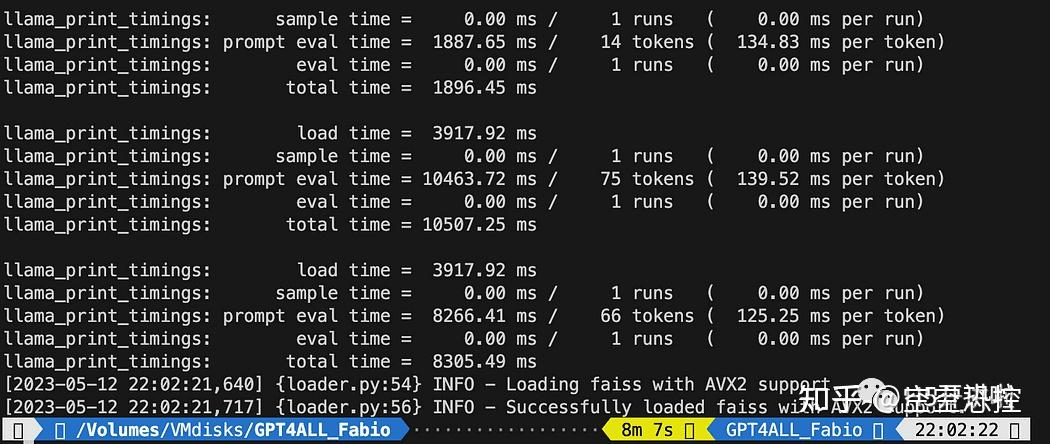 llama_print_timings:      sample time =     0.00 ms /     1 runs   (    0.00 ms per run)
llama_print_timings: prompt eval time =  1887.65 ms /    14 tokens (  134.83 ms per token)
llama_print_timings:        eval time =     0.00 ms /     1 runs   (    0.00 ms per run)
llama_print_timings:       total time =  1896.45 ms
llama_print_timings:        load time =  3917.92 ms
llama_print_timings:      sample time =     0.00 ms /     1 runs   (    0.00 ms per run)
llama_print_timings: prompt eval time = 10463.72 ms /    75 tokens (  139.52 ms per token)
llama_print_timings:        eval time =     0.00 ms /     1 runs   (    0.00 ms per run)
llama_print_timings:       total time = 10507.25 ms
llama_print_timings:        load time =  3917.92 ms
llama_print_timings:      sample time =     0.00 ms /     1 runs   (    0.00 ms per run)
llama_print_timings: prompt eval time =  8266.41 ms /    66 tokens (  125.25 ms per token)
llama_print_timings:        eval time =     0.00 ms /     1 runs   (    0.00 ms per run)
llama_print_timings:       total time =  8305.49 ms
[2023-05-12 22:02:21,640] {loader.py:54} INFO - Loading faiss with AVX2 support.
[2023-05-12 22:02:21,717] {loader.py:56} INFO - Successfully loaded faiss with AVX2 support.
知乎
/Volumes/VMdisks/GPT4ALL_Fabio 8m 7s GPT4ALL_Fabio 22:02:22